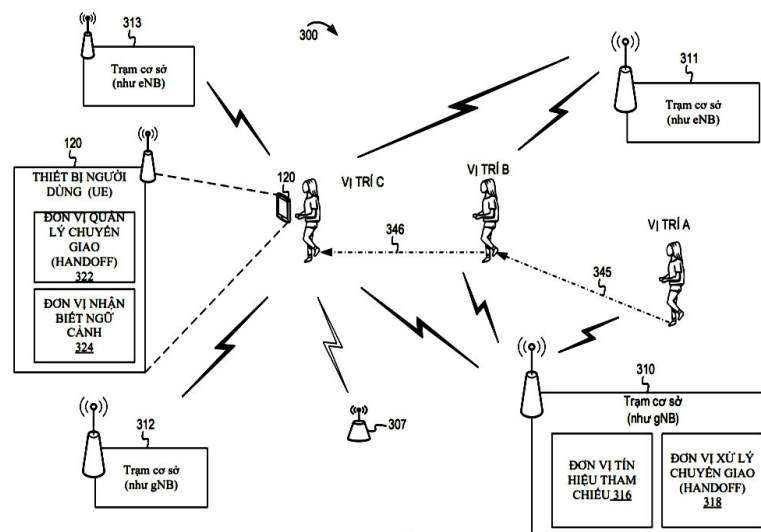 313
300
Trạm cơ sở
(như eNB)
311
Trạm cơ sở
(như eNB)
120
THIẾT BỊ NGƯỜI
DÙNG (UE)
ĐƠN VỊ QUẢN
LÝ CHUYỂN
GIAO
(HANDOFF)
322
ĐƠN VỊ NHẬN
BIẾT NGỮ
CẢNH
324
120
VỊ TRÍ C
VỊ TRÍ B
VỊ TRÍ A
346
345
312
Trạm cơ sở
(như gNB)
307
310
Trạm cơ sở
(như gNB)
ĐƠN VỊ TÍN
HIỆU THAM
CHIẾU 316
ĐƠN VỊ XỬ LÝ
CHUYỂN GIAO
(HANDOFF)
318